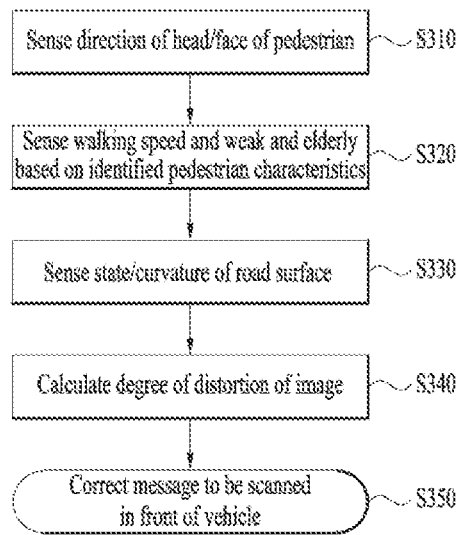 Sense direction of head/face of pedestrian
S310
Sense walking speed and weak and elderly
based on identified pedestrian characteristics
S320
Sense state/curvature of road surface
S330
Calculate degree of distortion of image
S340
Correct message to be scanned
in front of vehicle
S350